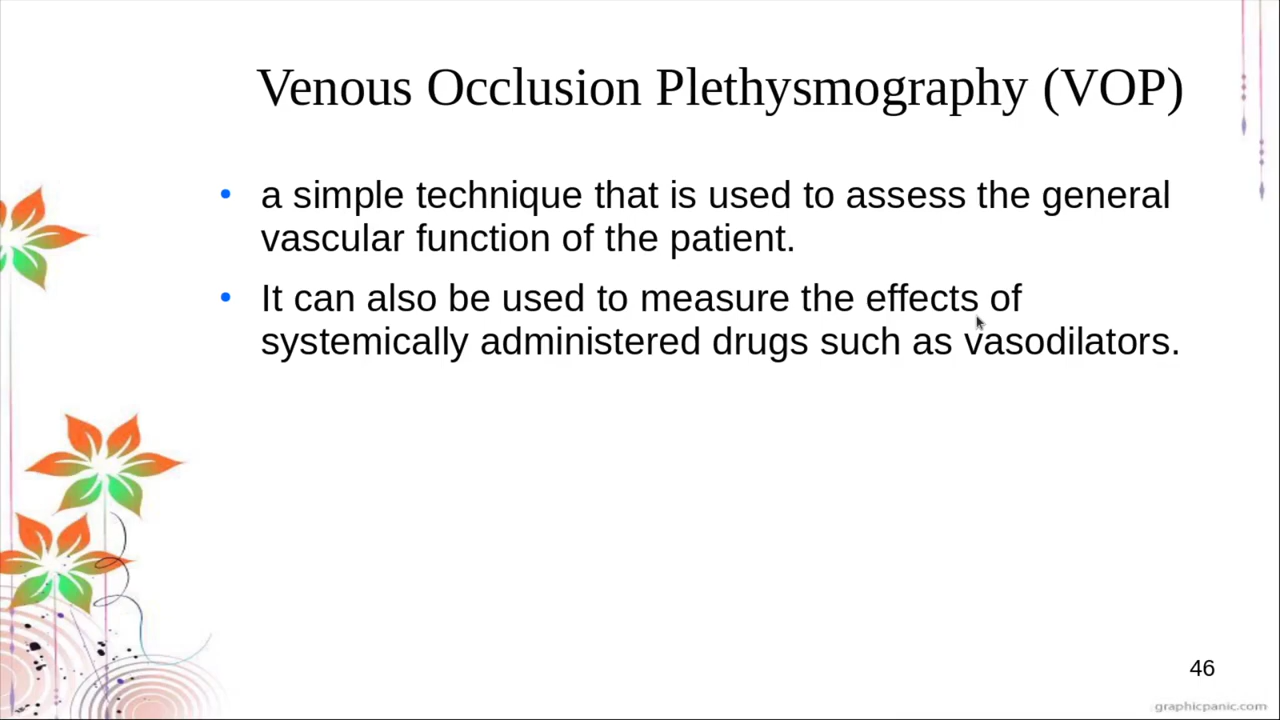 Venous Occlusion Plethysmography (VOP)
• a simple technique that is used to assess the general
vascular function of the patient.
• It can also be used to measure the effects of
systemically administered drugs such as vasodilators.
46
graphicpanic.com